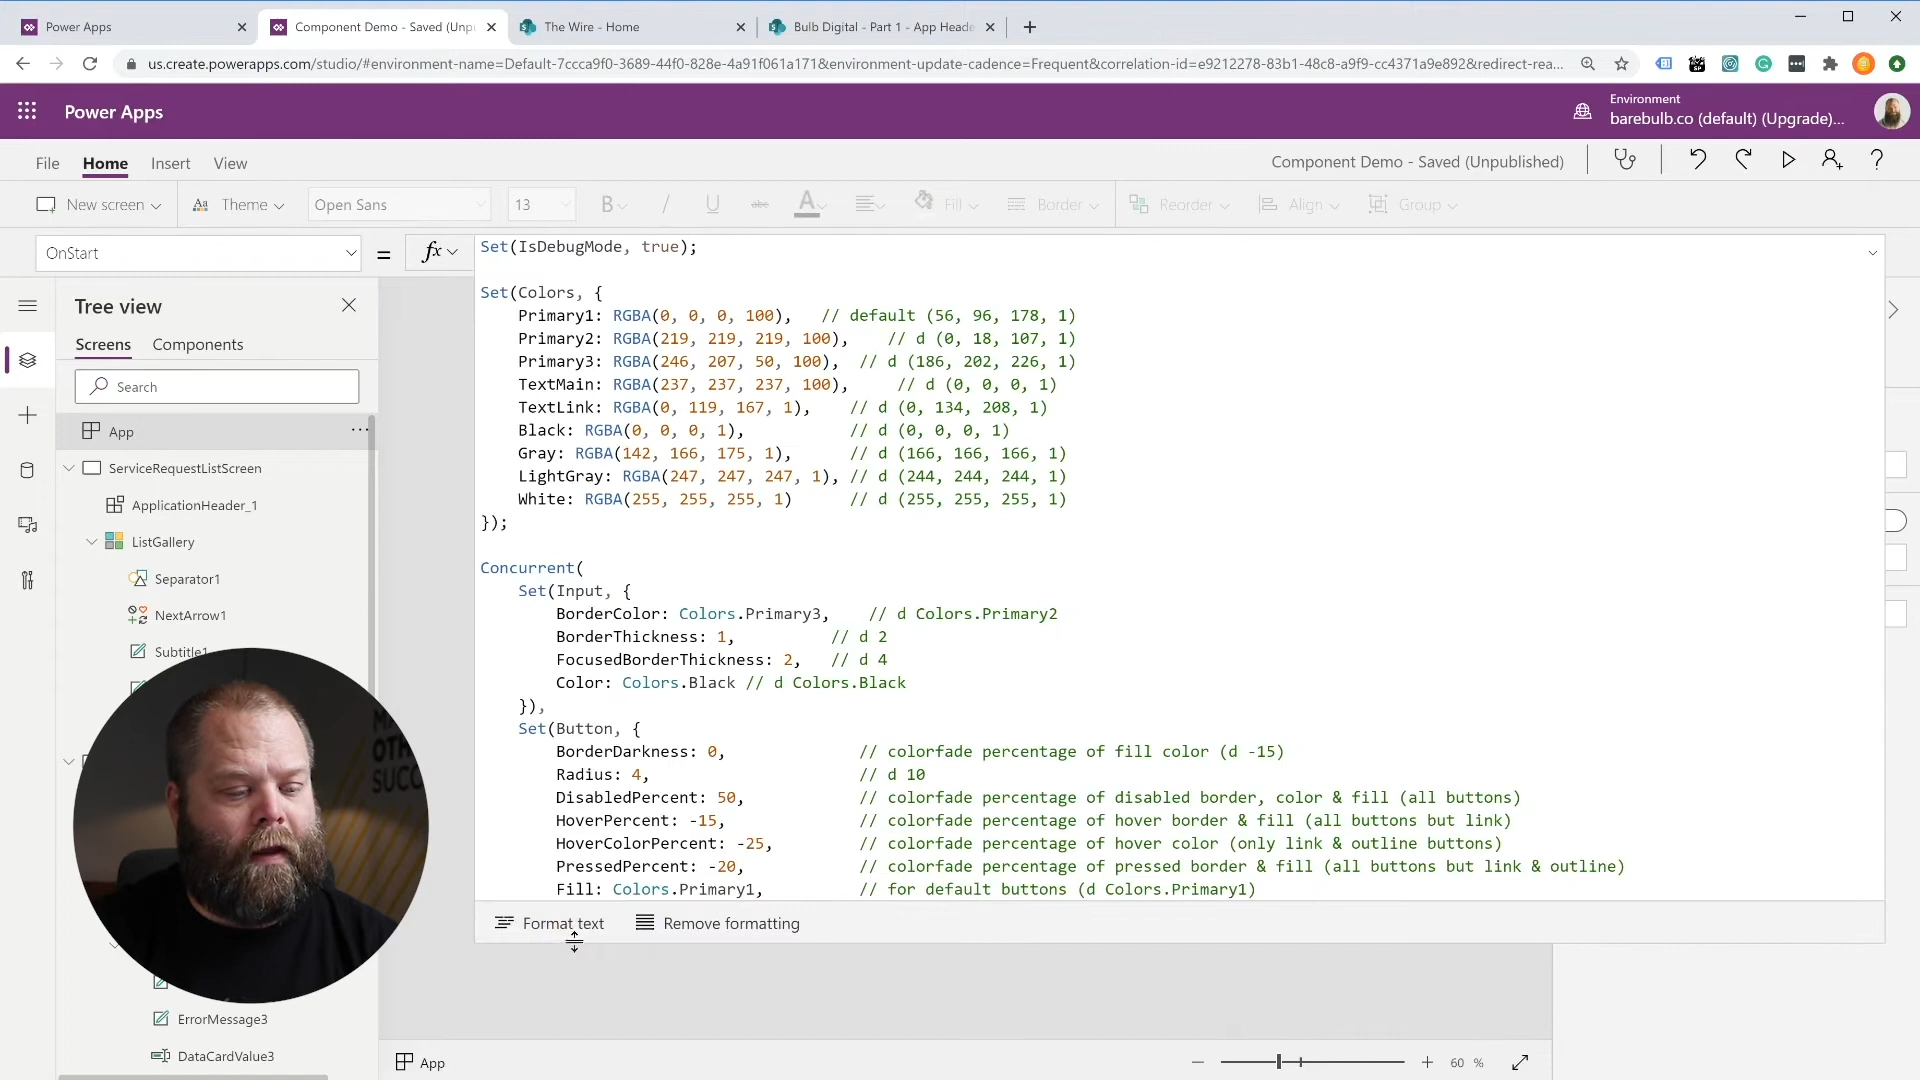 Power Apps
Component Demo - Saved (Unpu
The Wire - Home
Bulb Digital - Part 1 - App Heade
us.create.powerapps.com/studio/#environment-name=Default-7ccca9f0-3689-44f0-828e-4a91f061a171&environment-update-cadence=Frequent&correlation-id=e9212278-83b1-48c8-a9f9-cc4371a9e892&redirect-rea...
Power Apps
Environment
barebulb.co (default) (Upgrade)...
File Home Insert View
Component Demo - Saved (Unpublished)
New screen Theme Open Sans 13 B / U abc A Fill Border Reorder Align Group
OnStart = fx
Set(IsDebugMode, true);
Set(Colors, {
Primary1: RGBA(0, 0, 0, 100), // default (56, 96, 178, 1)
Primary2: RGBA(219, 219, 219, 100), // d (0, 18, 107, 1)
Primary3: RGBA(246, 207, 50, 100), // d (186, 202, 226, 1)
TextMain: RGBA(237, 237, 237, 100), // d (0, 0, 0, 1)
TextLink: RGBA(0, 119, 167, 1), // d (0, 134, 208, 1)
Black: RGBA(0, 0, 0, 1), // d (0, 0, 0, 1)
Gray: RGBA(142, 166, 175, 1), // d (166, 166, 166, 1)
LightGray: RGBA(247, 247, 247, 1), // d (244, 244, 244, 1)
White: RGBA(255, 255, 255, 1) // d (255, 255, 255, 1)
});
Concurrent(
Set(Input, {
BorderColor: Colors.Primary3, // d Colors.Primary2
BorderThickness: 1, // d 2
FocusedBorderThickness: 2, // d 4
Color: Colors.Black // d Colors.Black
}),
Set(Button, {
BorderDarkness: 0, // colorfade percentage of fill color (d -15)
Radius: 4, // d 10
DisabledPercent: 50, // colorfade percentage of disabled border, color & fill (all buttons)
HoverPercent: -15, // colorfade percentage of hover border & fill (all buttons but link)
HoverColorPercent: -25, // colorfade percentage of hover color (only link & outline buttons)
PressedPercent: -20, // colorfade percentage of pressed border & fill (all buttons but link & outline)
Fill: Colors.Primary1, // for default buttons (d Colors.Primary1)
Format text Remove formatting
Tree view
Screens Components
Search
App ...
ServiceRequestListScreen
ApplicationHeader_1
ListGallery
Separator1
NextArrow1
Subtitle1
ErrorMessage3
DataCardValue3
App
60 %